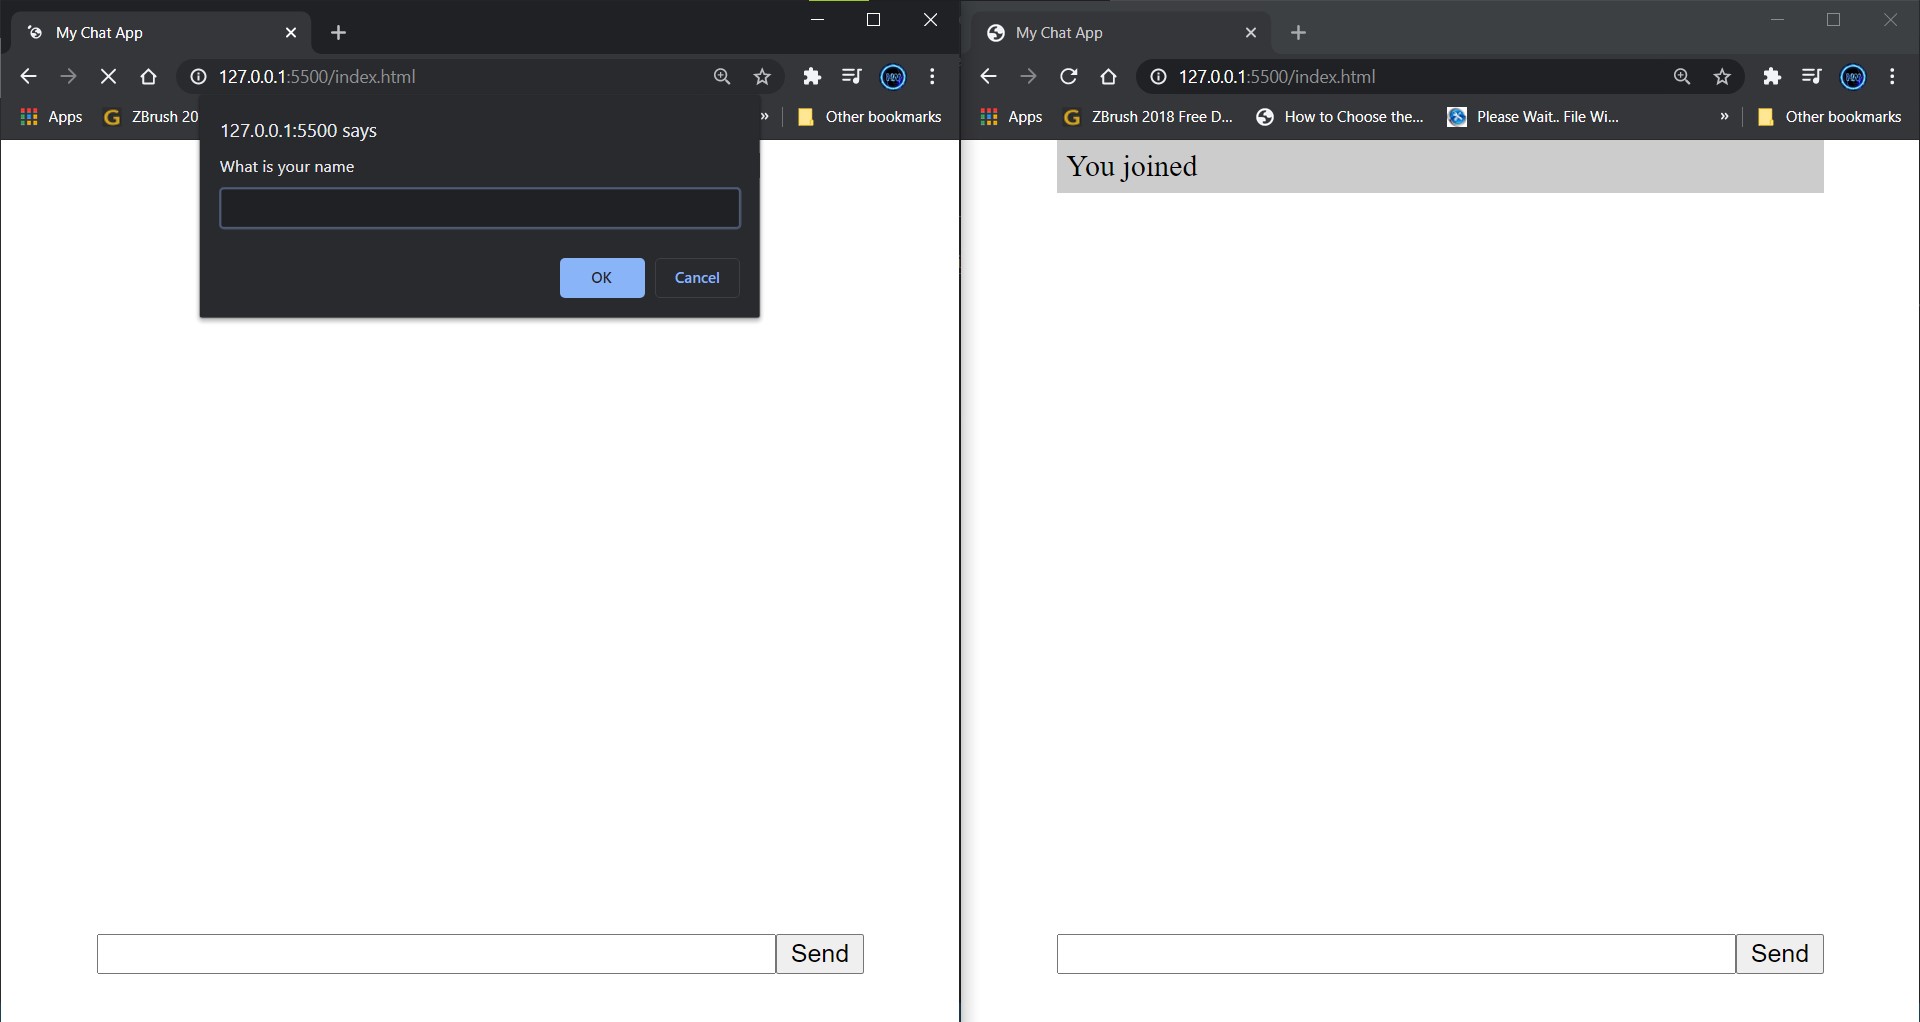 My Chat App
127.0.0.1:5500/index.html
Apps
ZBrush 20
»
Other bookmarks
127.0.0.1:5500 says
What is your name
OK
Cancel
Send
My Chat App
127.0.0.1:5500/index.html
Apps
ZBrush 2018 Free D...
How to Choose the...
Please Wait.. File Wi...
»
Other bookmarks
You joined
Send